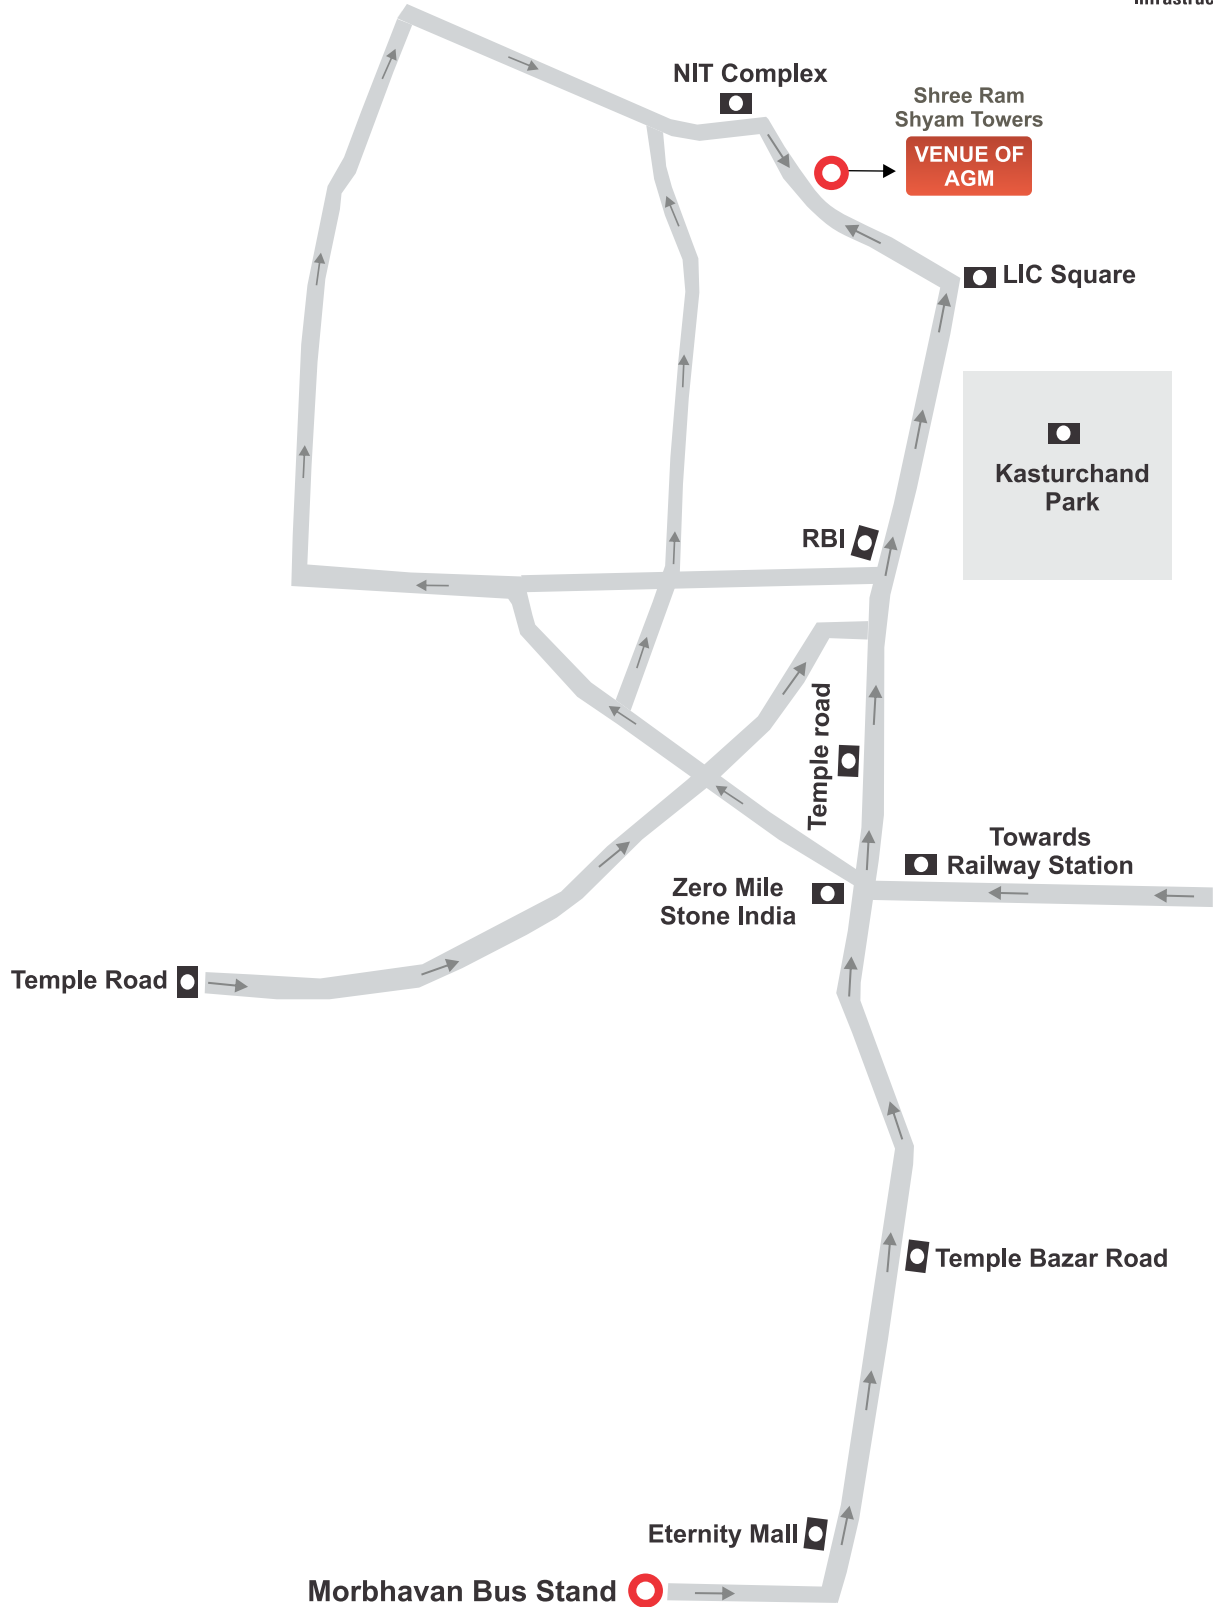 NIT Complex
Shree Ram
Shyam Towers
VENUE OF
AGM
LIC Square
Kasturchand
Park
RBI
Temple road
Towards
Railway Station
Zero Mile
Stone India
Temple Road
Temple Bazar Road
Eternity Mall
Morbhavan Bus Stand